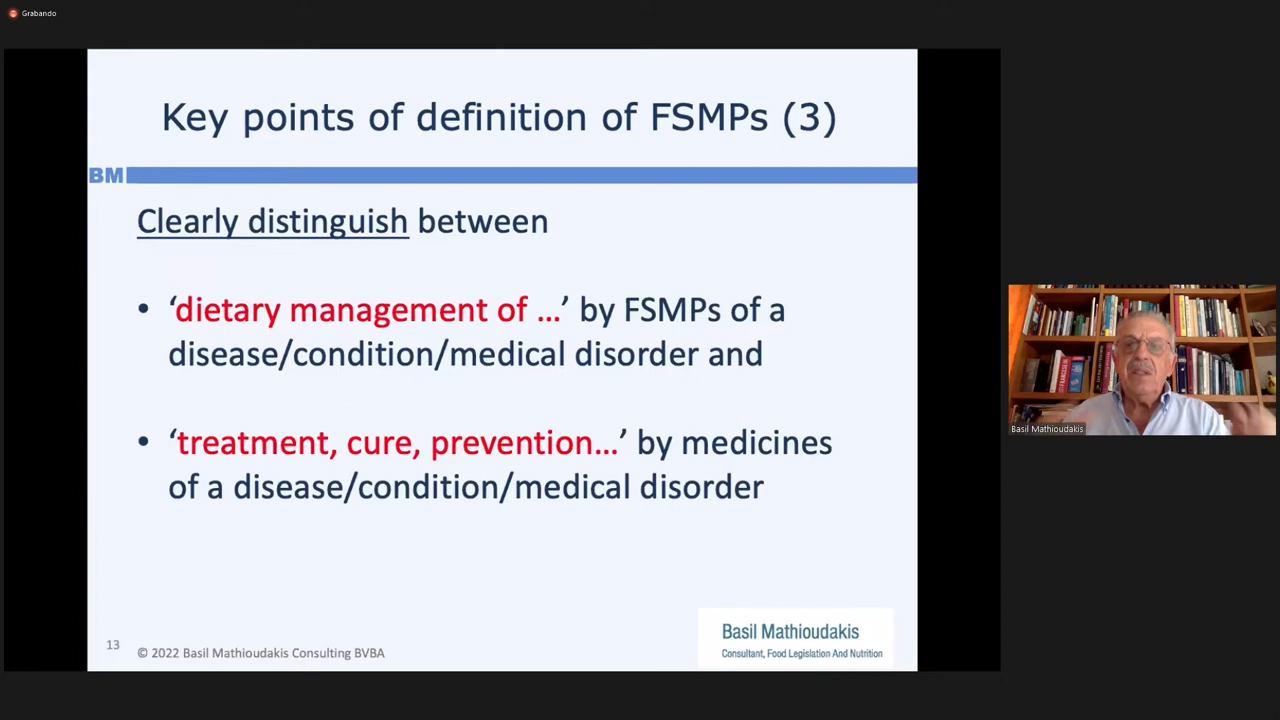 Grabando
Key points of definition of FSMPs (3)
BM
Clearly distinguish between
• ‘dietary management of …’ by FSMPs of a
disease/condition/medical disorder and
• ‘treatment, cure, prevention…’ by medicines
of a disease/condition/medical disorder
Basil Mathioudakis
13
© 2022 Basil Mathioudakis Consulting BVBA
Basil Mathioudakis
Consultant, Food Legislation And Nutrition